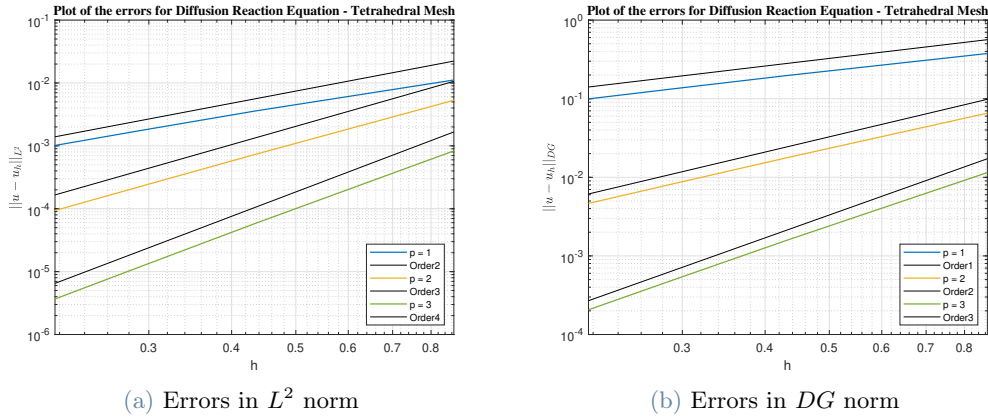 Plot of the errors for Diffusion Reaction Equation - Tetrahedral Mesh
10^{-1}
10^{-2}
10^{-3}
10^{-4}
10^{-5}
10^{-6}
||u − u_h||_{L^2}
0.3 0.4 0.5 0.6 0.7 0.8
h
p = 1
Order2
p = 2
Order3
p = 3
Order4
(a) Errors in L^2 norm
Plot of the errors for Diffusion Reaction Equation - Tetrahedral Mesh
10^0
10^{-1}
10^{-2}
10^{-3}
10^{-4}
||u − u_h||_{DG}
0.3 0.4 0.5 0.6 0.7 0.8
h
p = 1
Order1
p = 2
Order2
p = 3
Order3
(b) Errors in DG norm